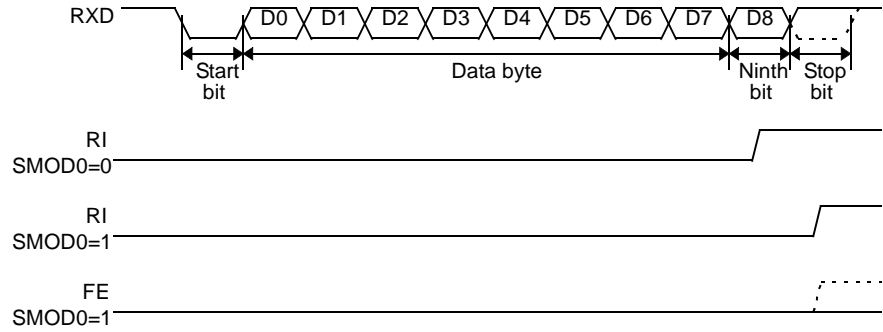 RXD D0 D1 D2 D3 D4 D5 D6 D7 D8
Start bit
Data byte
Ninth bit
Stop bit
RI
SMOD0=0
RI
SMOD0=1
FE
SMOD0=1